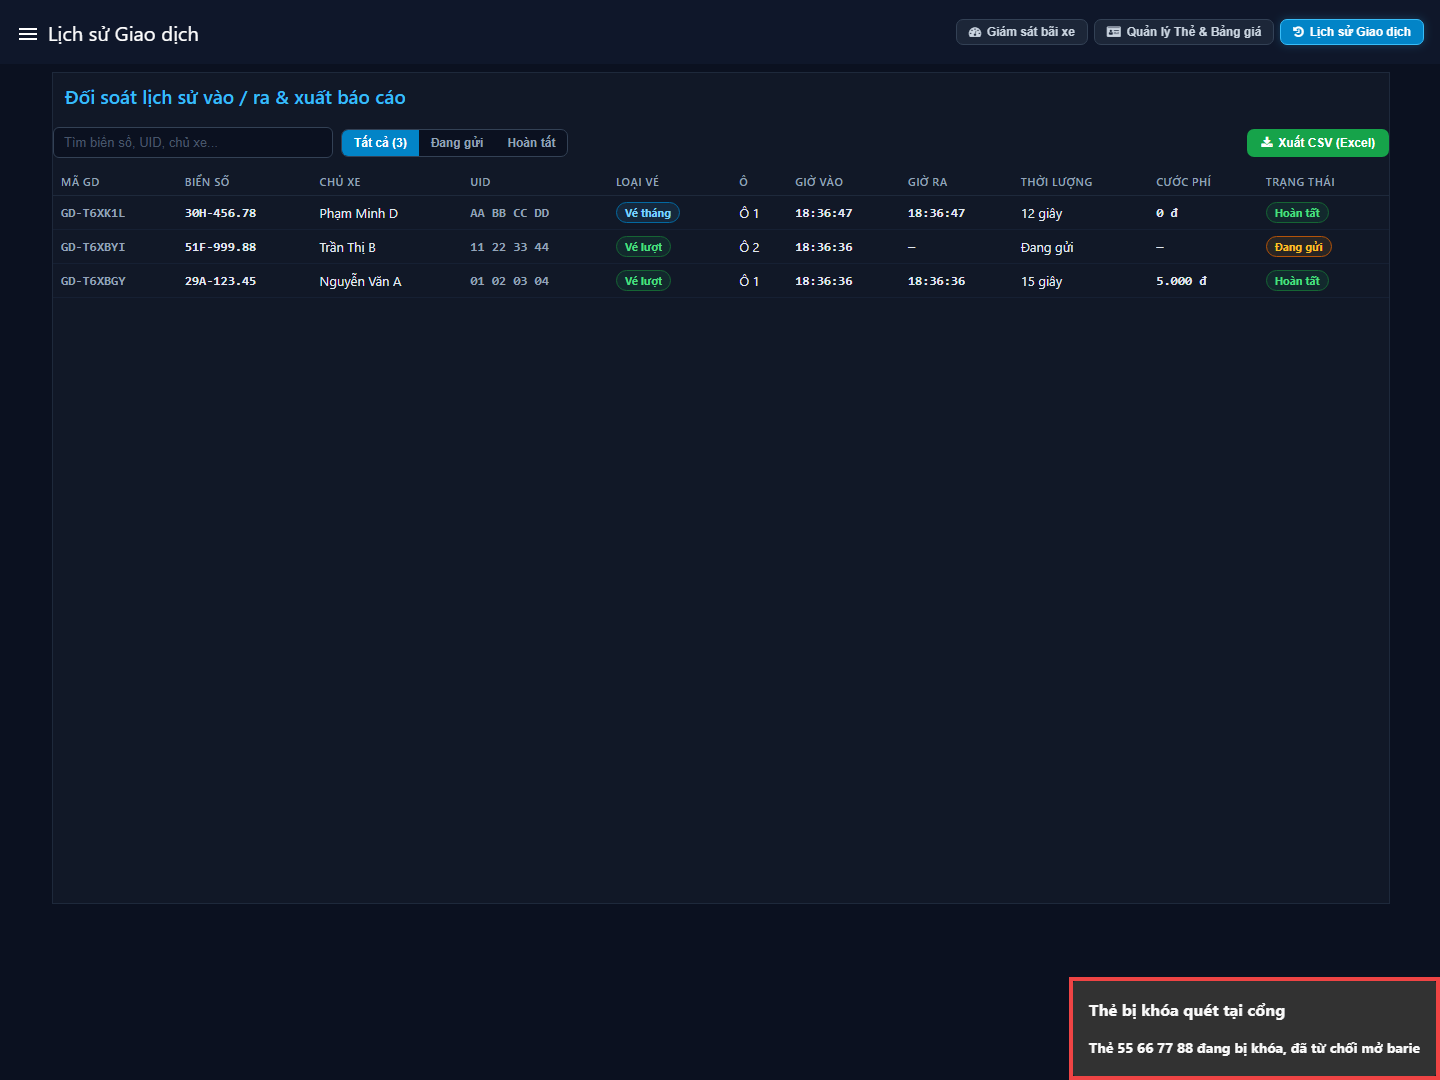 Lịch sử Giao dịch
Giám sát bãi xe
Quản lý Thẻ & Bảng giá
Lịch sử Giao dịch
Đối soát lịch sử vào / ra & xuất báo cáo
Tìm biển số, UID, chủ xe...
Tất cả (3)
Đang gửi
Hoàn tất
Xuất CSV (Excel)
MÃ GD BIỂN SỐ CHỦ XE UID LOẠI VÉ Ô GIỜ VÀO GIỜ RA THỜI LƯỢNG CƯỚC PHÍ TRẠNG THÁI
GD-T6XK1L 30H-456.78 Phạm Minh D AA BB CC DD Vé tháng Ô 1 18:36:47 18:36:47 12 giây 0 đ Hoàn tất
GD-T6XBYI 51F-999.88 Trần Thị B 11 22 33 44 Vé lượt Ô 2 18:36:36 — Đang gửi — Đang gửi
GD-T6XBGY 29A-123.45 Nguyễn Văn A 01 02 03 04 Vé lượt Ô 1 18:36:36 18:36:36 15 giây 5.000 đ Hoàn tất
Thẻ bị khóa quét tại cổng
Thẻ 55 66 77 88 đang bị khóa, đã từ chối mở barie